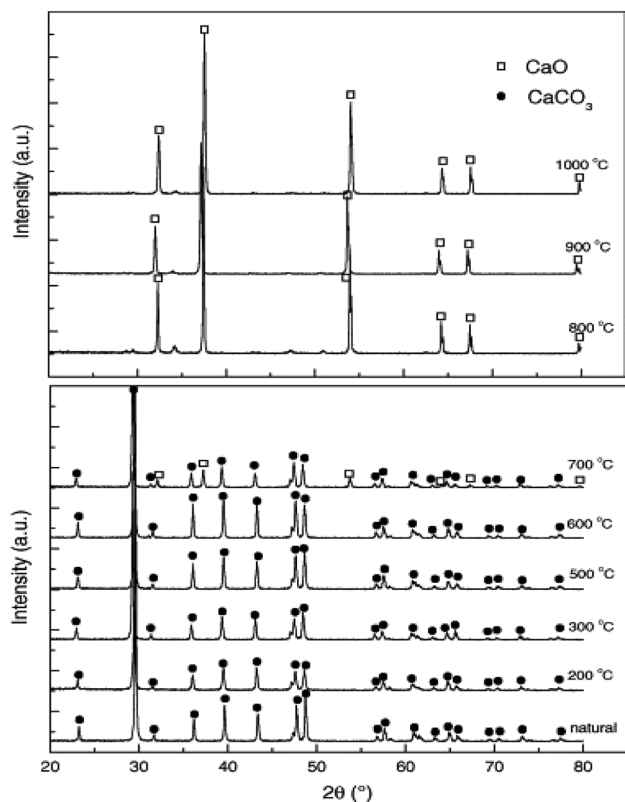 Intensity (a.u.)
CaO
CaCO3
1000 °C
900 °C
800 °C
Intensity (a.u.)
700 °C
600 °C
500 °C
300 °C
200 °C
natural
20 30 40 50 60 70 80
2θ (°)